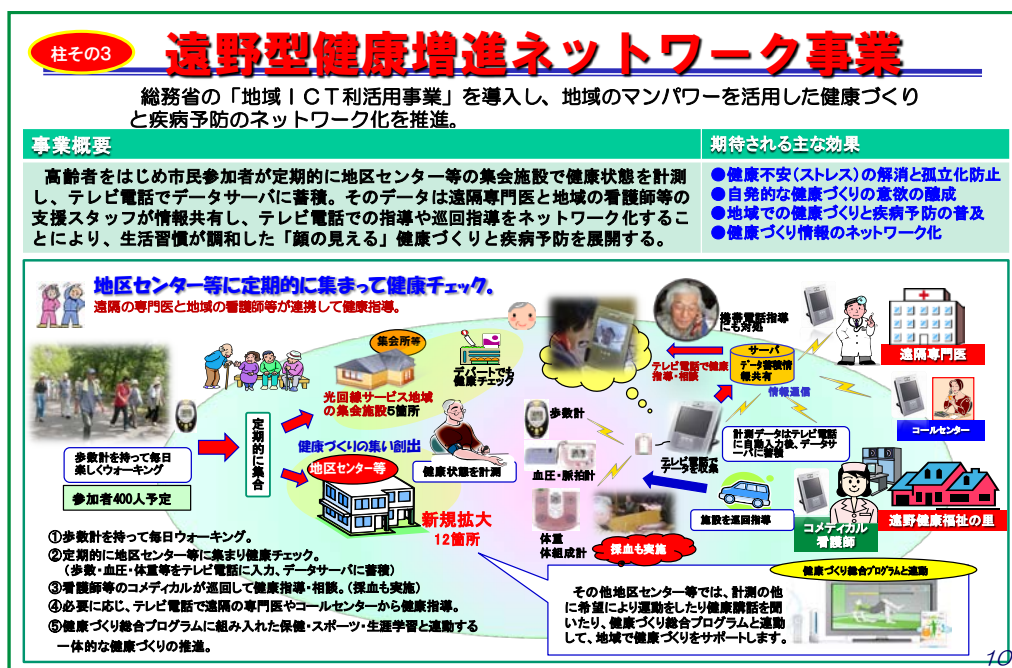 柱その3
遠野型健康増進ネットワーク事業
総務省の「地域ＩＣＴ利活用事業」を導入し、地域のマンパワーを活用した健康づくり
と疾病予防のネットワーク化を推進。
事業概要
高齢者をはじめ市民参加者が定期的に地区センター等の集会施設で健康状態を計測
し、テレビ電話でデータサーバに蓄積。そのデータは遠隔専門医と地域の看護師等の
支援スタッフが情報共有し、テレビ電話での指導や巡回指導をネットワーク化するこ
とにより、生活習慣が調和した「顔の見える」健康づくりと疾病予防を展開する。
期待される主な効果
●健康不安（ストレス）の解消と孤立化防止
●自発的な健康づくりの意欲の醸成
●地域での健康づくりと疾病予防の普及
●健康づくり情報のネットワーク化
地区センター等に定期的に集まって健康チェック。
遠隔の専門医と地域の看護師等が連携して健康指導。
歩数計を持って毎日
楽しくウォーキング
参加者400人予定
定期的に集合
集会所等
光回線サービス地域
の集会施設5箇所
デパートでも
健康チェック
健康づくりの集い創出
地区センター等
新規拡大
12箇所
健康状態を計測
歩数計
血圧・脈拍計
体重
体組成計
採血も実施
携帯電話指導
にも対処
テレビ電話で健康
指導・相談
サーバ
データ蓄積情
報共有
情報通信
テレビ電話で
データを収集
計測データはテレビ電話
に自動入力後、データサ
ーバに蓄積
施設を巡回指導
遠隔専門医
コールセンター
遠野健康福祉の里
コメディカル
看護師
①歩数計を持って毎日ウォーキング。
②定期的に地区センター等に集まり健康チェック。
（歩数・血圧・体重等をテレビ電話に入力、データサーバに蓄積）
③看護師等のコメディカルが巡回して健康指導・相談。（採血も実施）
④必要に応じ、テレビ電話で遠隔の専門医やコールセンターから健康指導。
⑤健康づくり総合プログラムに組み入れた保健・スポーツ・生涯学習と連動する
一体的な健康づくりの推進。
健康づくり総合プログラムと連動
その他地区センター等では、計測の他
に希望により運動をしたり健康講話を聞
いたり、健康づくり総合プログラムと連動
して、地域で健康づくりをサポートします。
10